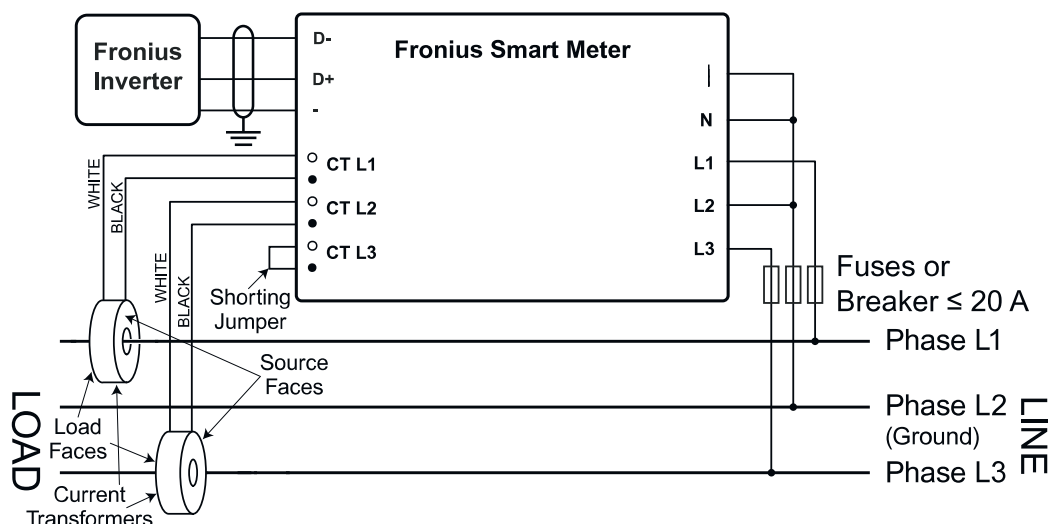 Fronius
Inverter
D-
D+
-
Fronius Smart Meter
N
L1
L2
L3
CT L1
CT L2
CT L3
WHITE
BLACK
WHITE
BLACK
Shorting
Jumper
Fuses or
Breaker ≤ 20 A
Phase L1
Phase L2
(Ground)
Phase L3
LINE
LOAD
Source
Faces
Load
Faces
Current
Transformers